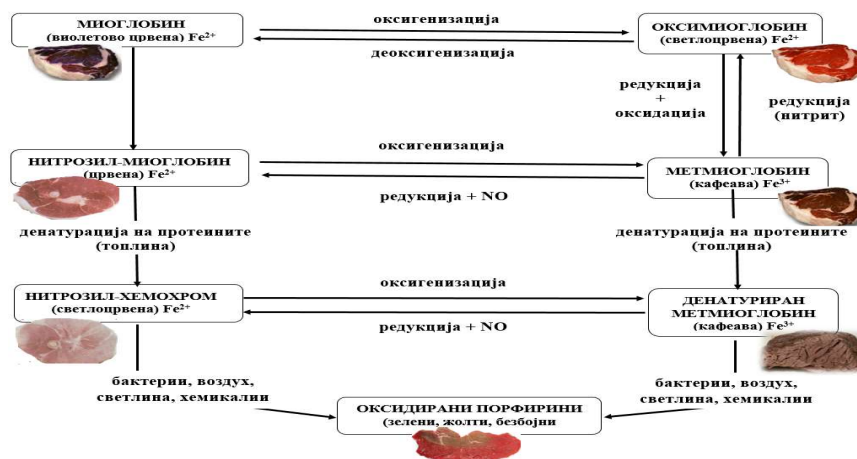 МИОГЛОБИН
(виолетово црвена) Fe²⁺
оксигенизација
деоксигенизација
ОКСИМИОГЛОБИН
(светлоцрвена) Fe²⁺
редукција
+
оксидација
редукција
(нитрит)
НИТРОЗИЛ-МИОГЛОБИН
(црвена) Fe²⁺
оксигенизација
редукција + NO
МЕТМИОГЛОБИН
(кафеава) Fe³⁺
денатурација на протеините
(топлина)
денатурација на протеините
(топлина)
НИТРОЗИЛ-ХЕМОХРОМ
(светлоцрвена) Fe²⁺
оксигенизација
редукција + NO
ДЕНАТУРИРАН
МЕТМИОГЛОБИН
(кафеава) Fe³⁺
бактерии, воздух,
светлина, хемикалии
бактерии, воздух,
светлина, хемикалии
ОКСИДИРАНИ ПОРФИРИНИ
(зелени, жолти, безбојни